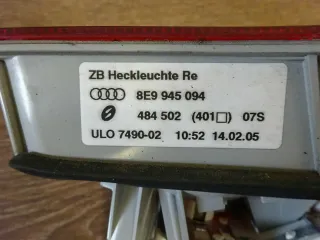 ZB Heckleuchte Re
8E9 945 094
484 502 (401□) 07S
ULO 7490-02 10:52 14.02.05